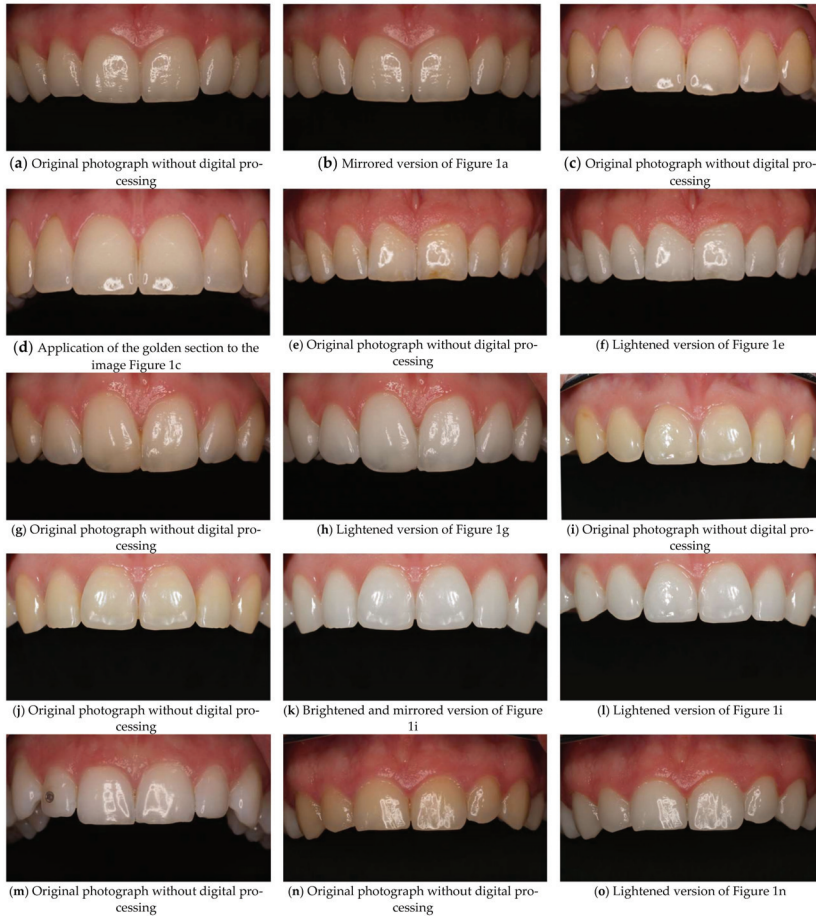 (a) Original photograph without digital pro-
cessing
(b) Mirrored version of Figure 1a
(c) Original photograph without digital pro-
cessing
(d) Application of the golden section to the
image Figure 1c
(e) Original photograph without digital pro-
cessing
(f) Lightened version of Figure 1e
(g) Original photograph without digital pro-
cessing
(h) Lightened version of Figure 1g
(i) Original photograph without digital pro-
cessing
(j) Original photograph without digital pro-
cessing
(k) Brightened and mirrored version of Figure
1i
(l) Lightened version of Figure 1i
(m) Original photograph without digital pro-
cessing
(n) Original photograph without digital pro-
cessing
(o) Lightened version of Figure 1n